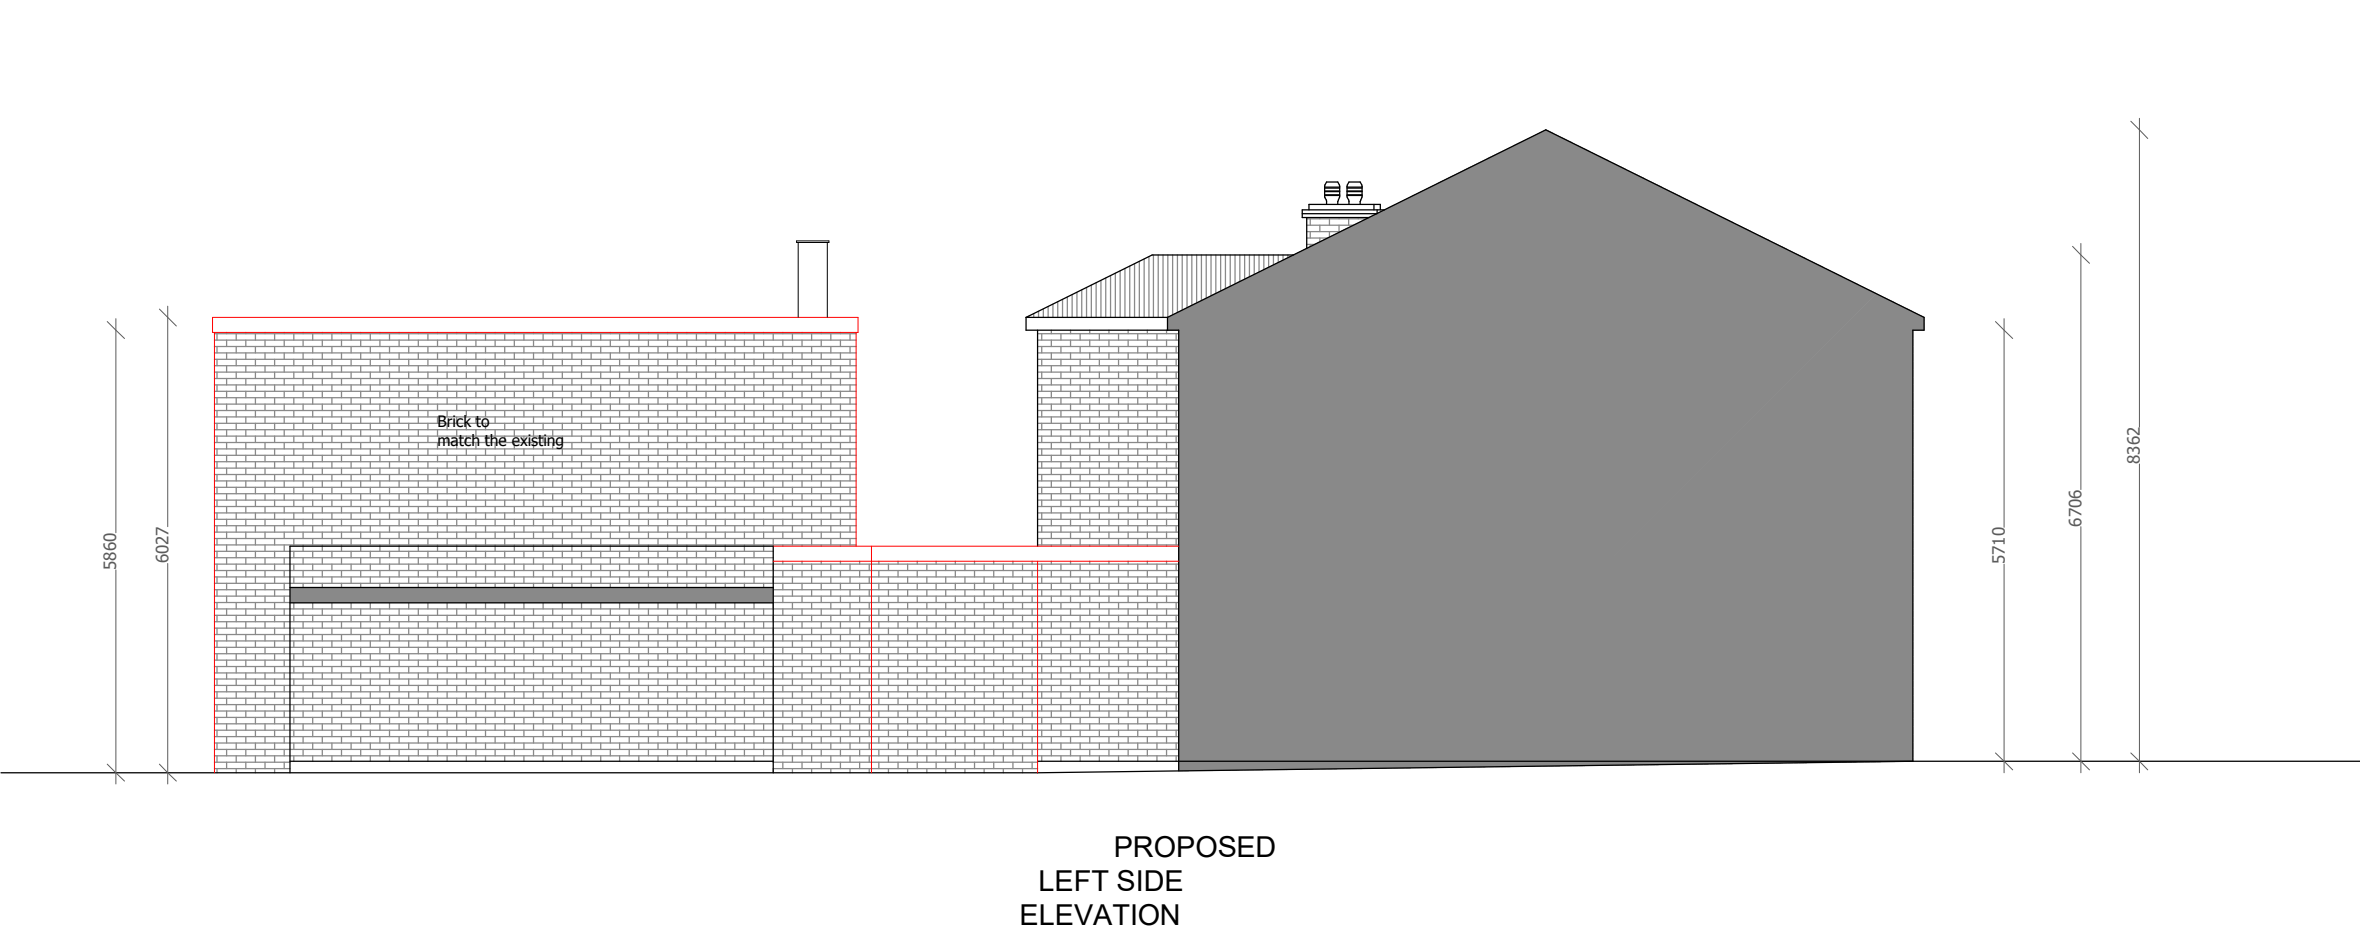 Brick to
match the existing
5860
6027
5710
6706
8362
PROPOSED
LEFT SIDE
ELEVATION